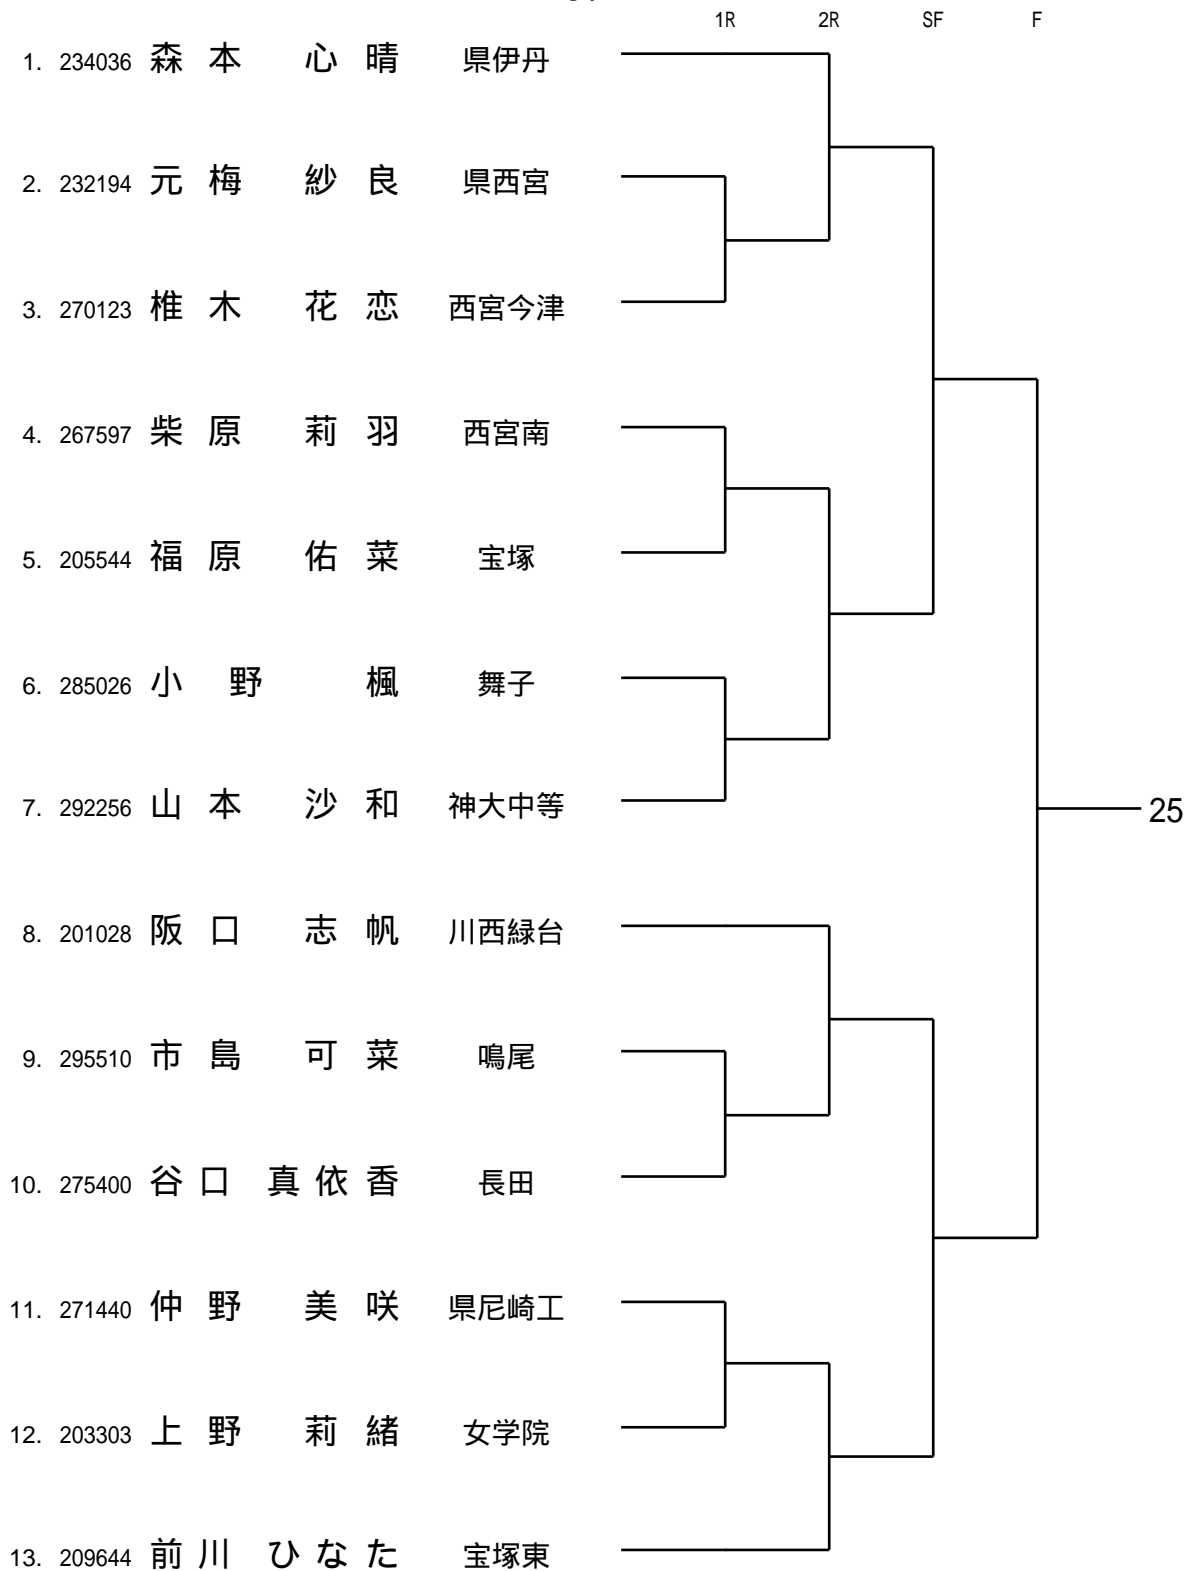 1R 2R SF F
1. 234036 森本 心晴 県伊丹
2. 232194 元梅 紗良 県西宮
3. 270123 椎木 花恋 西宮今津
4. 267597 柴原 莉羽 西宮南
5. 205544 福原 佑菜 宝塚
6. 285026 小野 楓 舞子
7. 292256 山本 沙和 神大中等
25
8. 201028 阪口 志帆 川西緑台
9. 295510 市島 可菜 鳴尾
10. 275400 谷口 真依香 長田
11. 271440 仲野 美咲 県尼崎工
12. 203303 上野 莉緒 女学院
13. 209644 前川 ひなた 宝塚東